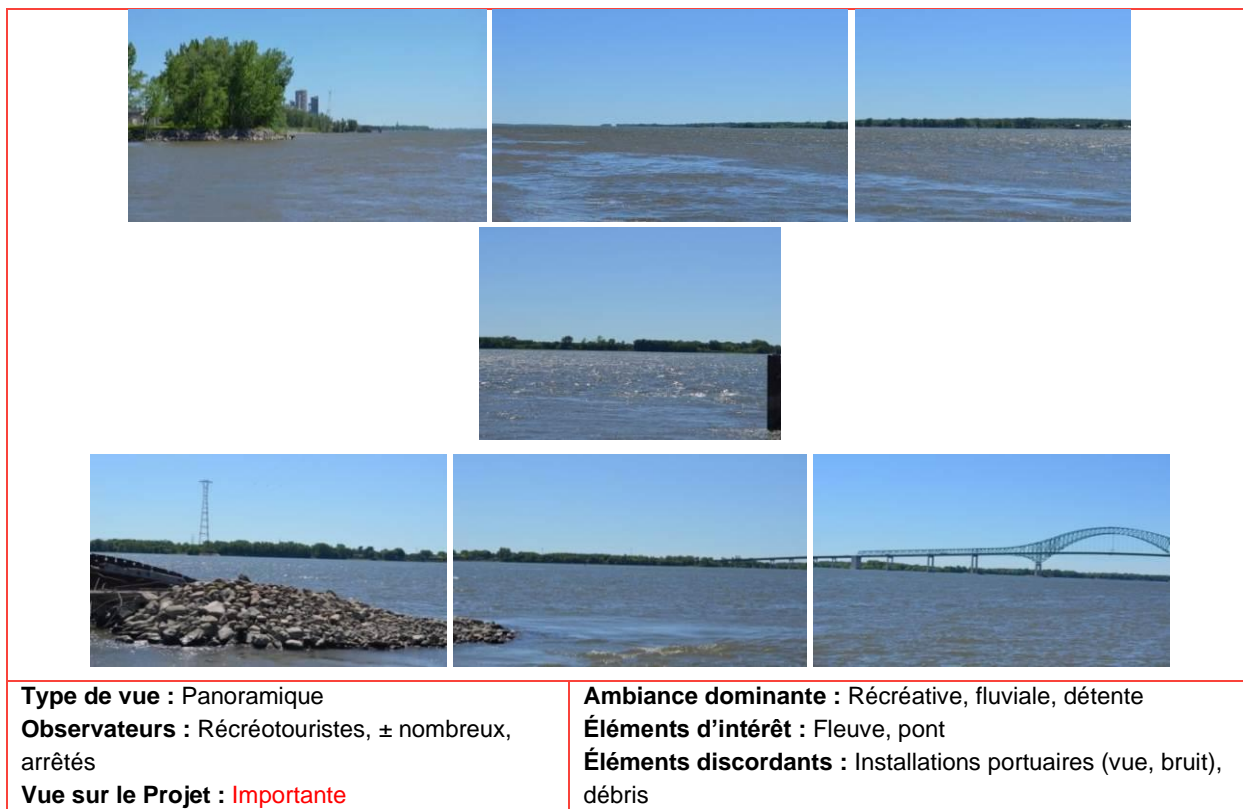 Type de vue : Panoramique
Observateurs : Récréotouristes, ± nombreux,
arrêtés
Vue sur le Projet : Importante
Ambiance dominante : Récréative, fluviale, détente
Éléments d'intérêt : Fleuve, pont
Éléments discordants : Installations portuaires (vue, bruit),
débris